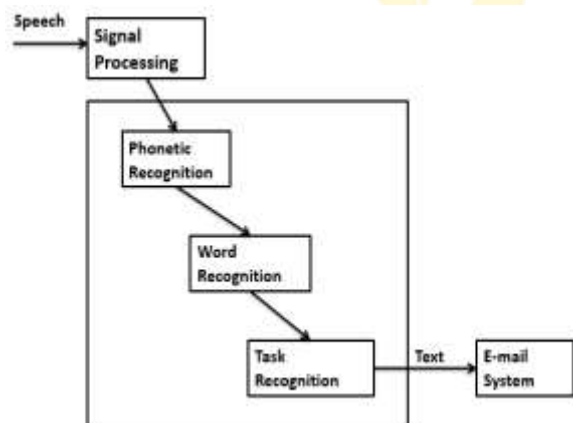 Speech
Signal
Processing
Phonetic
Recognition
Word
Recognition
Task
Recognition
Text
E-mail
System